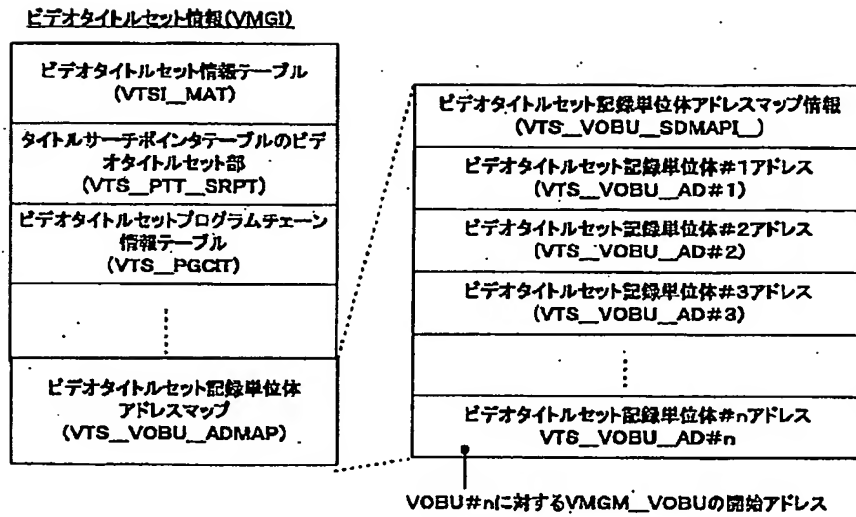 ビデオタイトルセット情報(VMGI)
ビデオタイトルセット情報テーブル
(VTSI__MAT)
タイトルサーチポインタテーブルのビデ
オタイトルセット部
(VTS__PTT__SRPT)
ビデオタイトルセットプログラムチェーン
情報テーブル
(VTS__PGCIT)
ビデオタイトルセット記録単位体
アドレスマップ
(VTS__VOBU__ADMAP)
ビデオタイトルセット記録単位体アドレスマップ情報
(VTS__VOBU__SDMAPI__)
ビデオタイトルセット記録単位体#1アドレス
(VTS__VOBU__AD#1)
ビデオタイトルセット記録単位体#2アドレス
(VTS__VOBU__AD#2)
ビデオタイトルセット記録単位体#3アドレス
(VTS__VOBU__AD#3)
ビデオタイトルセット記録単位体#nアドレス
VTS__VOBU__AD#n
VOBU#nに対するVMGM__VOBUの開始アドレス